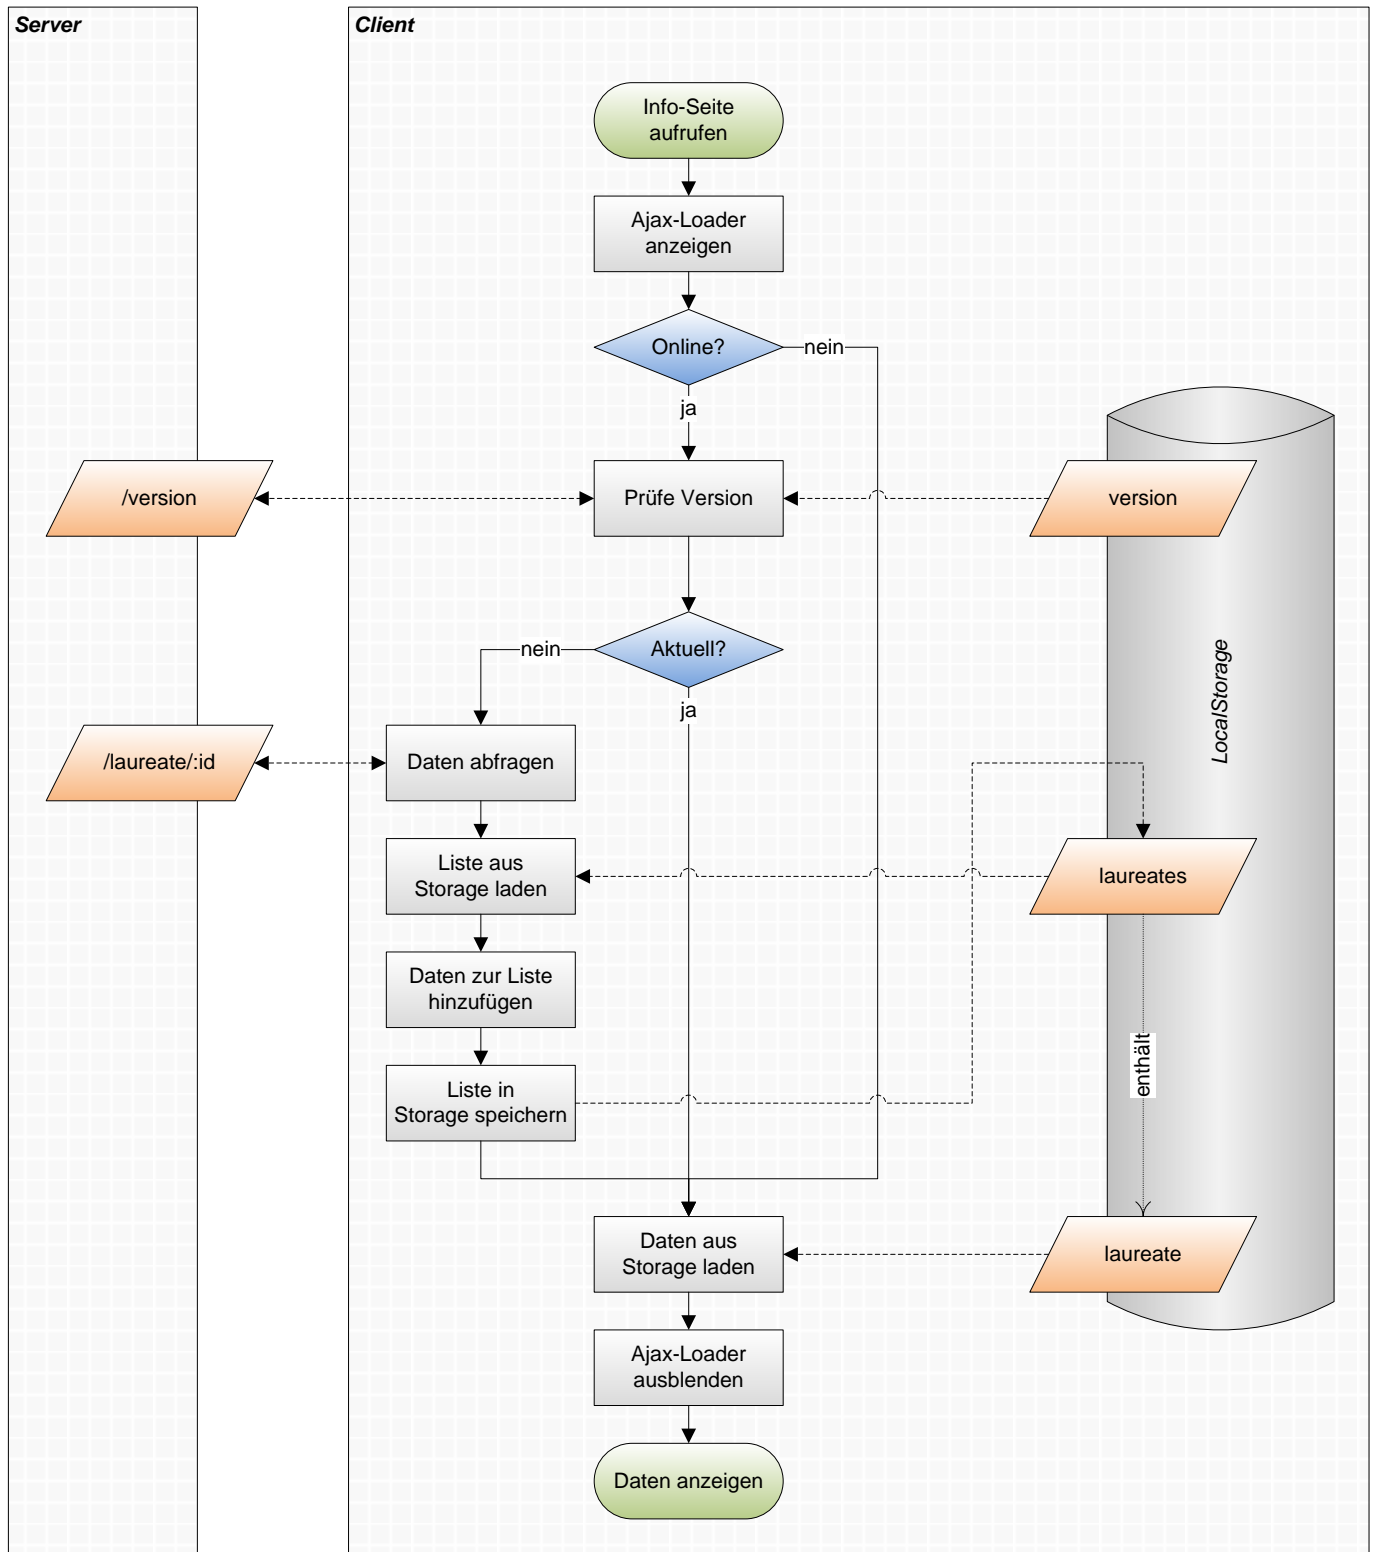 Server
Client
Info-Seite
aufrufen
Ajax-Loader
anzeigen
Online?
nein
ja
/version
Prüfe Version
version
nein
Aktuell?
ja
LocalStorage
/laureate/:id
Daten abfragen
Liste aus
Storage laden
laureates
Daten zur Liste
hinzufügen
enthält
Liste in
Storage speichern
Daten aus
Storage laden
laureate
Ajax-Loader
ausblenden
Daten anzeigen